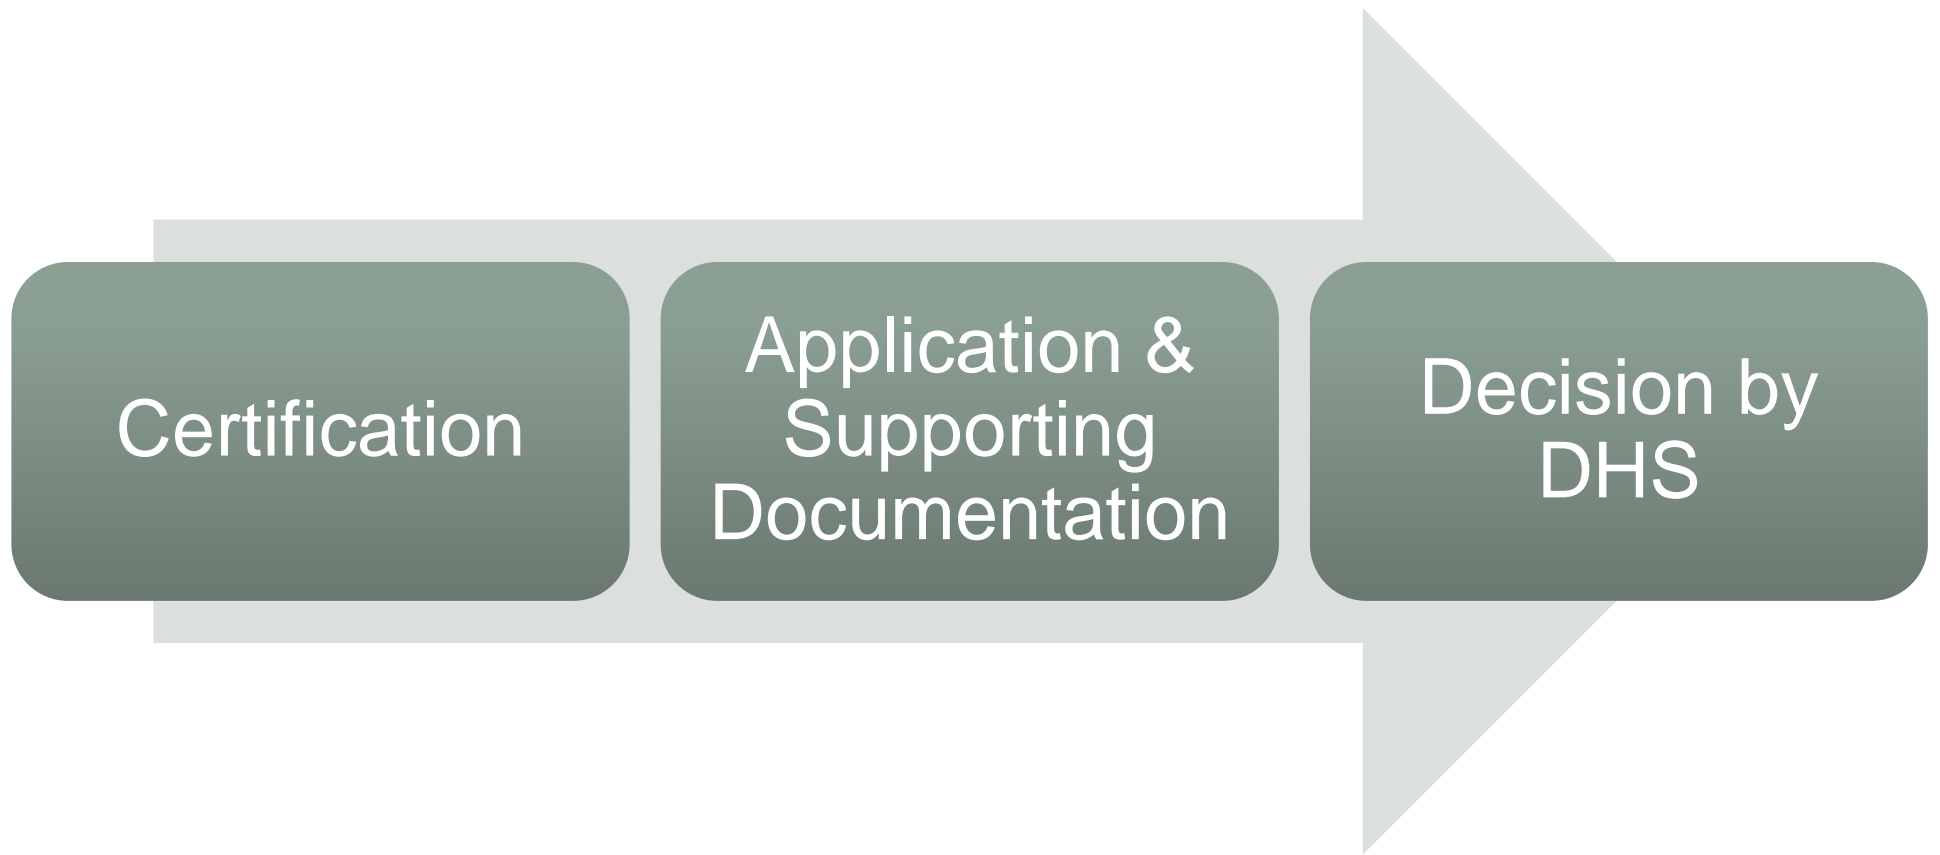 Certification
Application &
Supporting
Documentation
Decision by
DHS